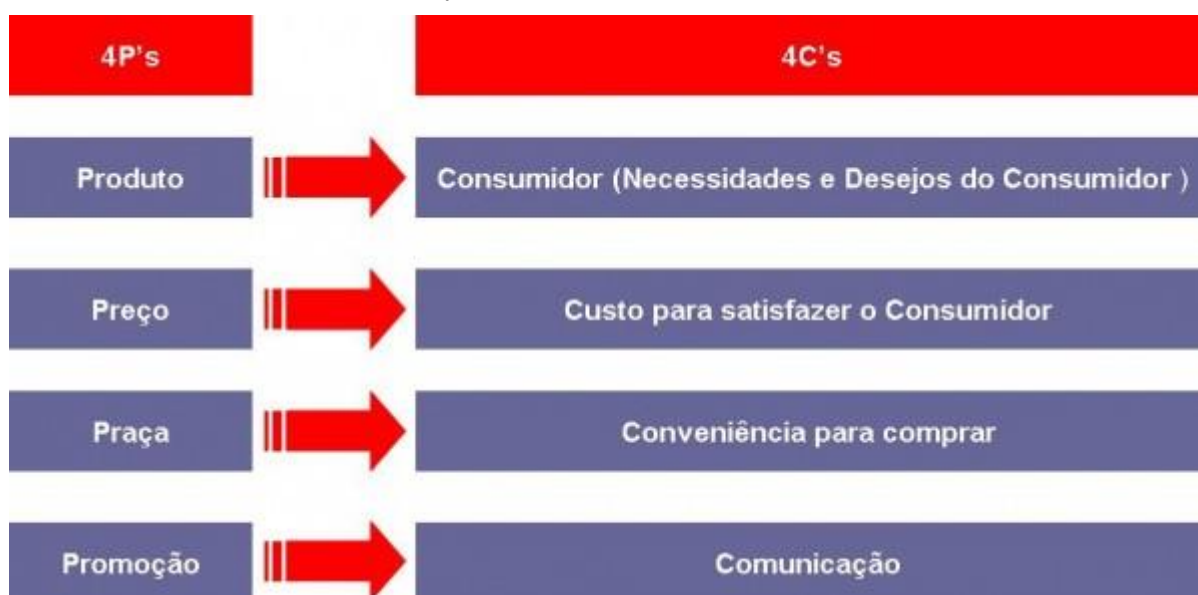 4P's
4C's
Produto
Consumidor (Necessidades e Desejos do Consumidor )
Preço
Custo para satisfazer o Consumidor
Praça
Conveniência para comprar
Promoção
Comunicação